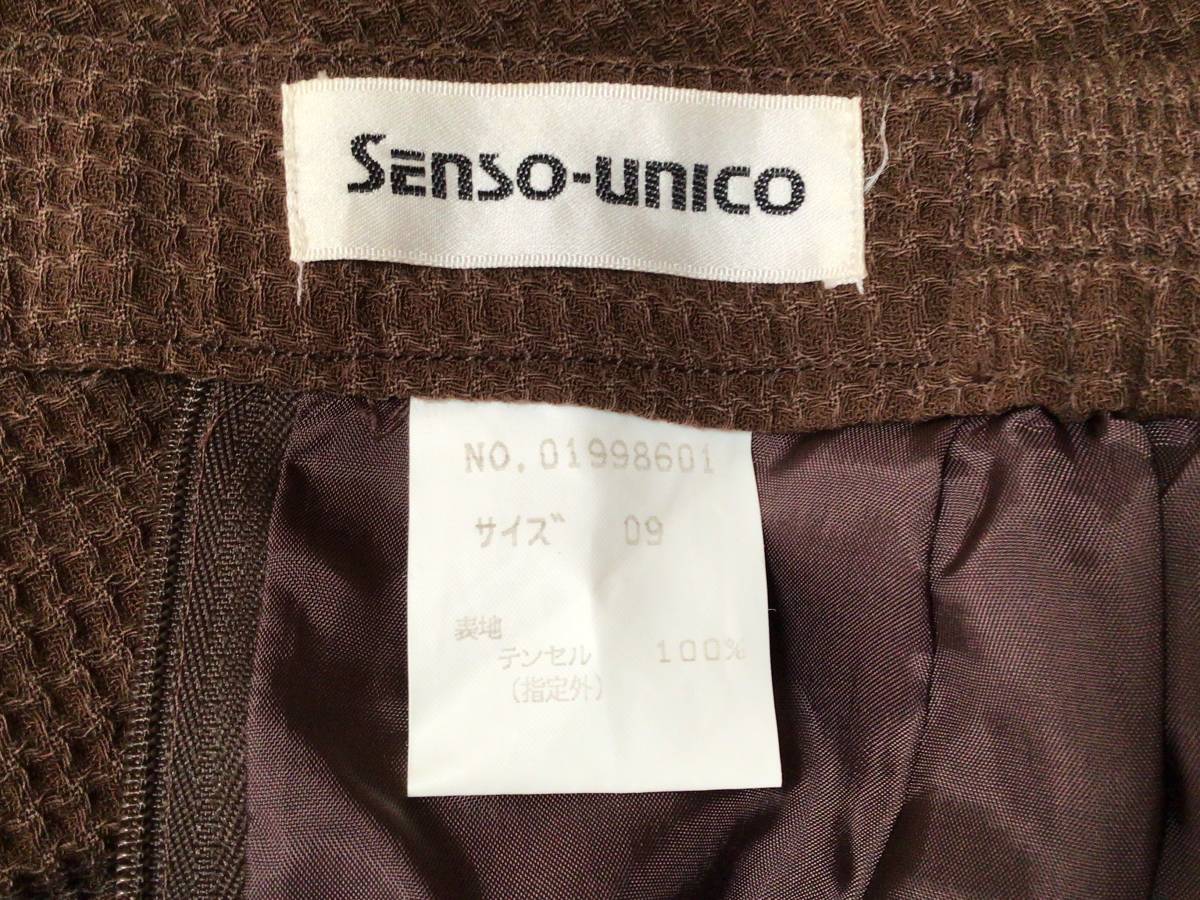 SENSO-UNICO
NO. 01998601
サイズ 09
表地
テンセル 100%
(指定外)